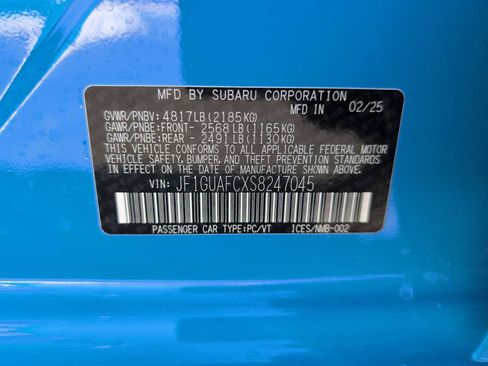 MFD BY SUBARU CORPORATION
02/25
GVWR/PNBV: 4817LB(2185KG)
GAWR/PNBE:FRONT- 2568LB(1165KG)
GAWR/PNBE:REAR - 2491LB(1130KG)
THIS VEHICLE CONFORMS TO ALL APPLICABLE FEDERAL MOTOR
VEHICLE SAFETY, BUMPER, AND THEFT PREVENTION STANDARDS
IN EFFECT ON THE DATE OF MANUFACTURE SHOWN ABOVE.
VIN: JF1GUAFCXS8247045
PASSENGER CAR TYPE:PC/VT ICES/NMB-002